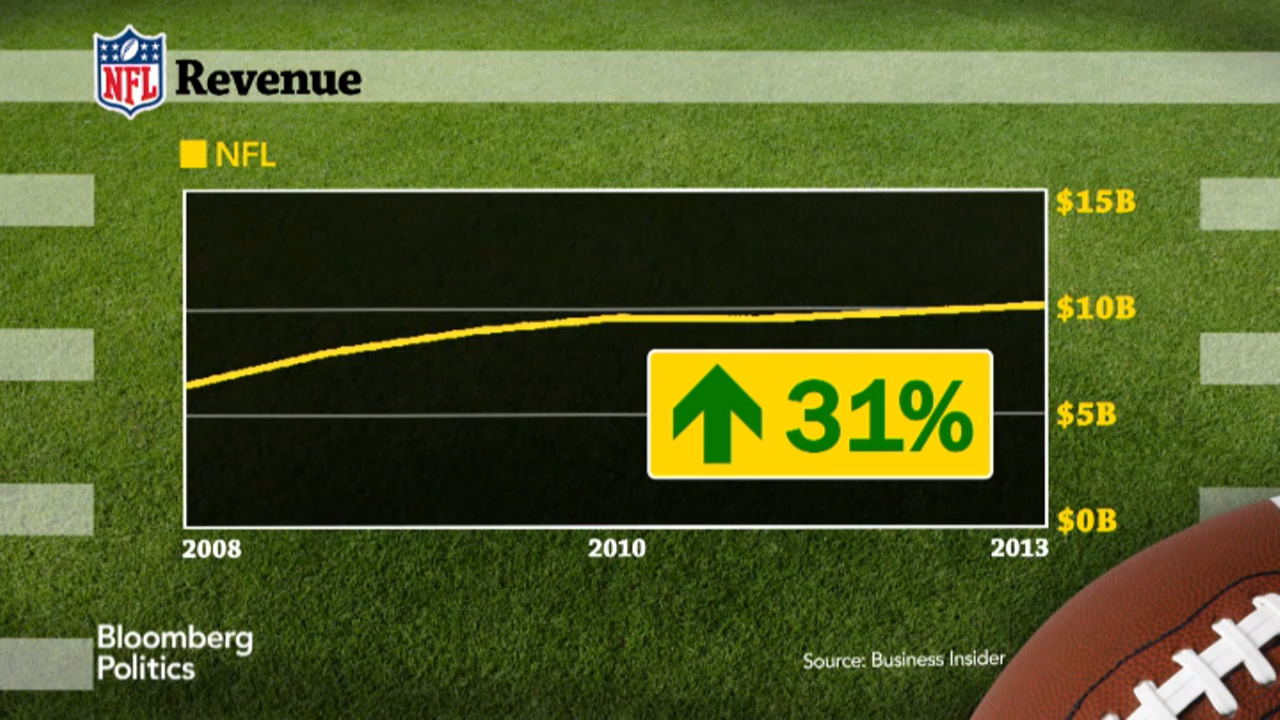 NFL Revenue
NFL
$15B
$10B
$5B
$0B
31%
2008 2010 2013
Bloomberg
Politics
Source: Business Insider